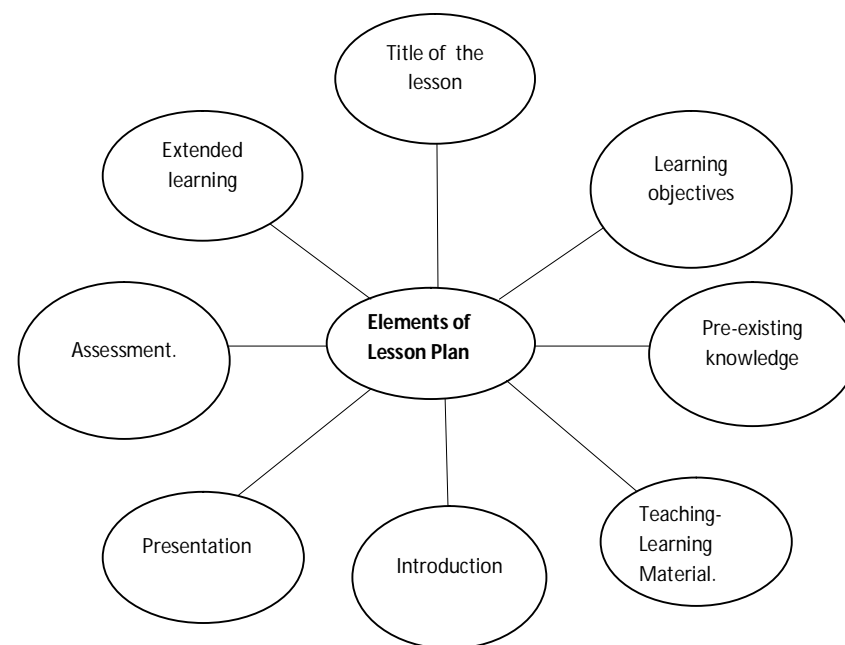 Title of the
lesson
Learning
objectives
Pre-existing
knowledge
Teaching-
Learning
Material.
Introduction
Presentation
Assessment.
Extended
learning
Elements of
Lesson Plan